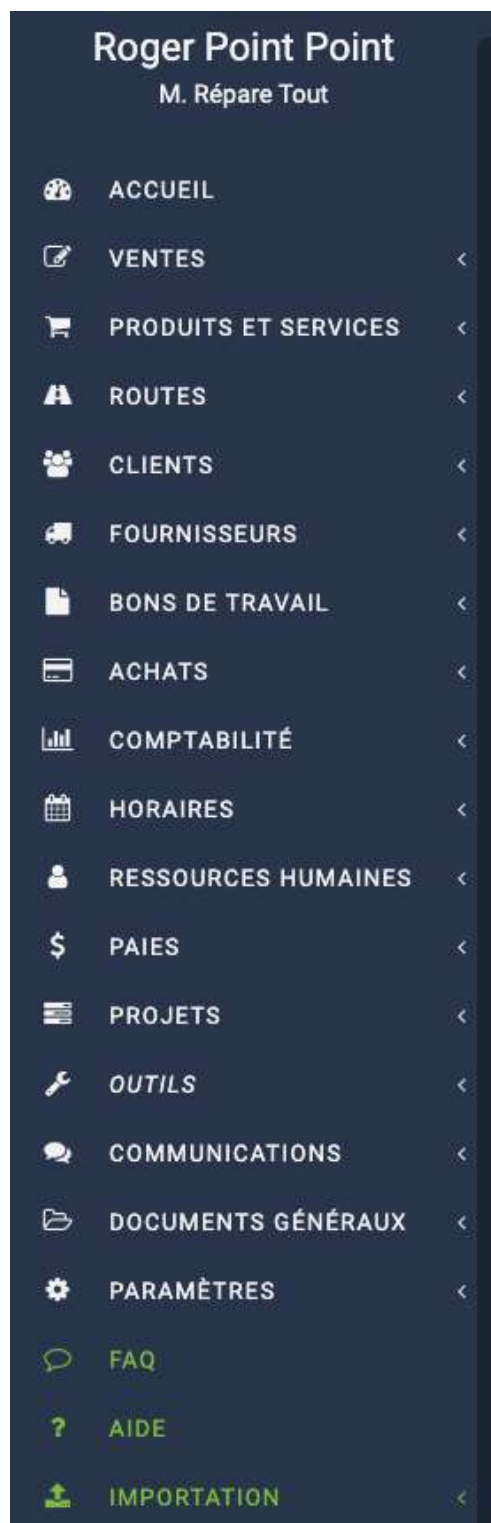 Roger Point Point
M. Répare Tout
ACCUEIL
VENTES
PRODUITS ET SERVICES
ROUTES
CLIENTS
FOURNISSEURS
BONS DE TRAVAIL
ACHATS
COMPTABILITÉ
HORAIRES
RESSOURCES HUMAINES
$ PAIES
PROJETS
OUTILS
COMMUNICATIONS
DOCUMENTS GÉNÉRAUX
PARAMÈTRES
FAQ
? AIDE
IMPORTATION